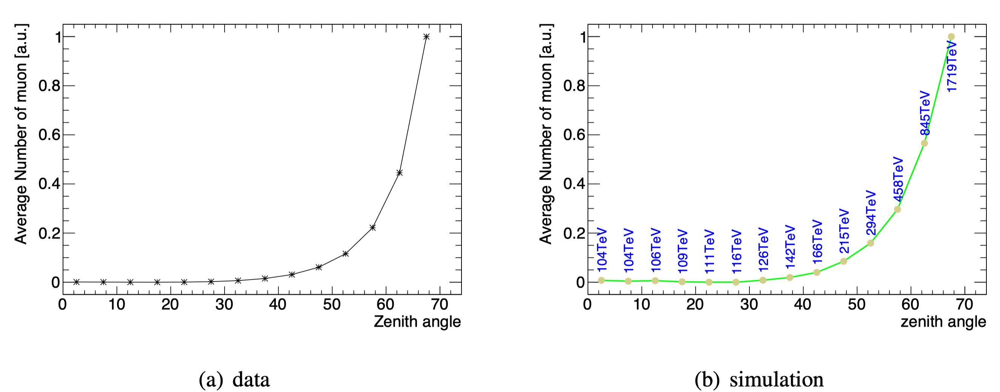 Average Number of muon [a.u.]
1
0.8
0.6
0.4
0.2
0
0 10 20 30 40 50 60 70
Zenith angle
(a) data
Average Number of muon [a.u.]
1
0.8
0.6
0.4
0.2
0
104TeV
104TeV
106TeV
109TeV
111TeV
116TeV
126TeV
142TeV
166TeV
215TeV
294TeV
458TeV
845TeV
1719TeV
0 10 20 30 40 50 60 70
zenith angle
(b) simulation